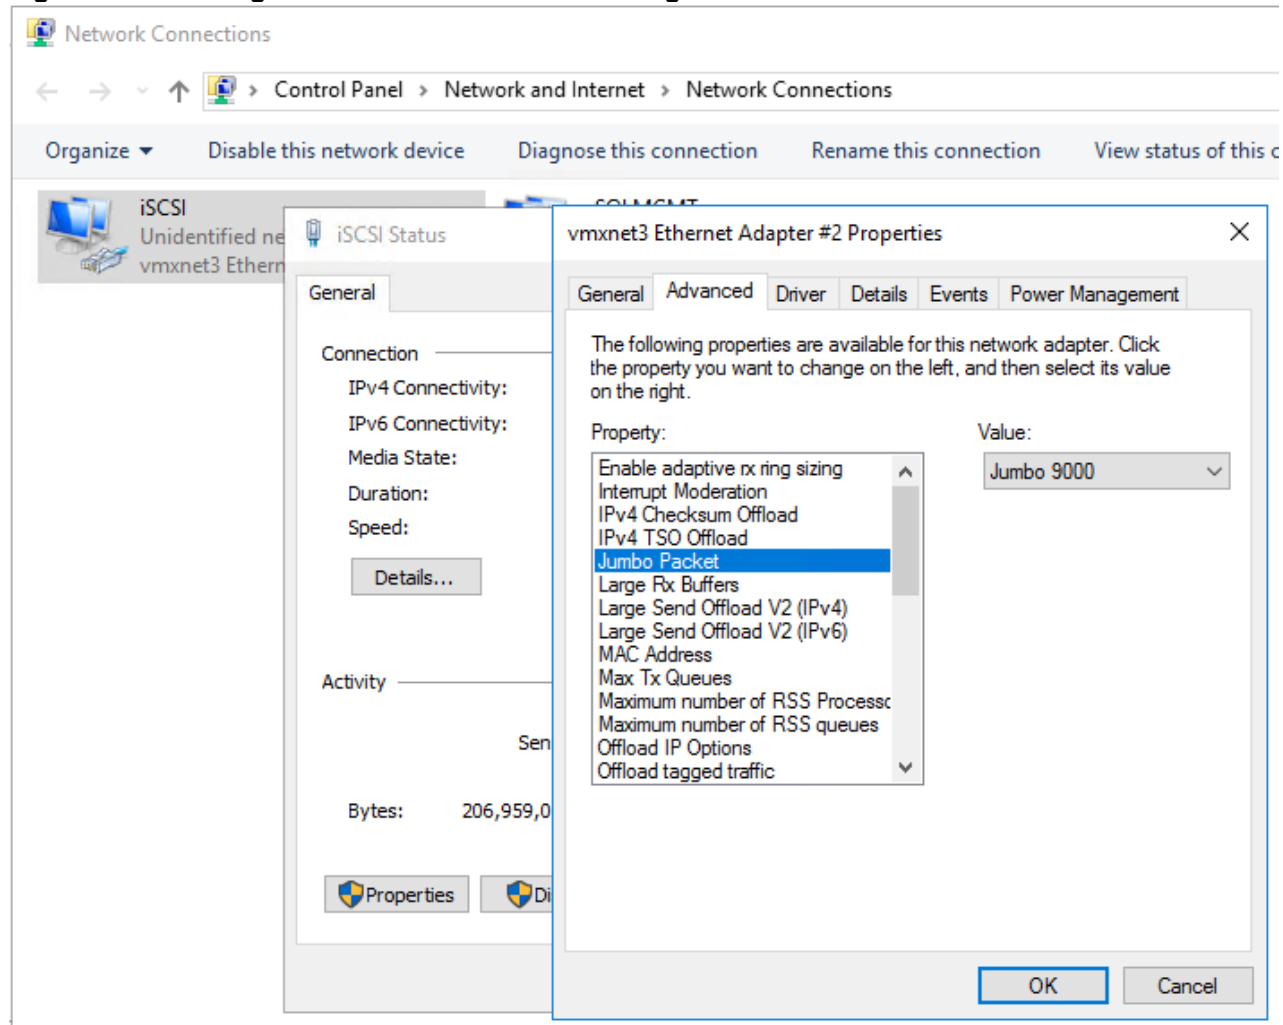 Network Connections
Control Panel > Network and Internet > Network Connections
Organize Disable this network device Diagnose this connection Rename this connection View status of this c
iSCSI
Unidentified ne
vmxnet3 Ethern
iSCSI Status
General
Connection
IPv4 Connectivity:
IPv6 Connectivity:
Media State:
Duration:
Speed:
Details...
Activity
Sen
Bytes: 206,959,0
Properties Di
vmxnet3 Ethernet Adapter #2 Properties
General Advanced Driver Details Events Power Management
The following properties are available for this network adapter. Click
the property you want to change on the left, and then select its value
on the right.
Property: Value:
Enable adaptive rx ring sizing
Jumbo 9000
Interrupt Moderation
IPv4 Checksum Offload
IPv4 TSO Offload
Jumbo Packet
Large Rx Buffers
Large Send Offload V2 (IPv4)
Large Send Offload V2 (IPv6)
MAC Address
Max Tx Queues
Maximum number of RSS Processo
Maximum number of RSS queues
Offload IP Options
Offload tagged traffic
OK Cancel